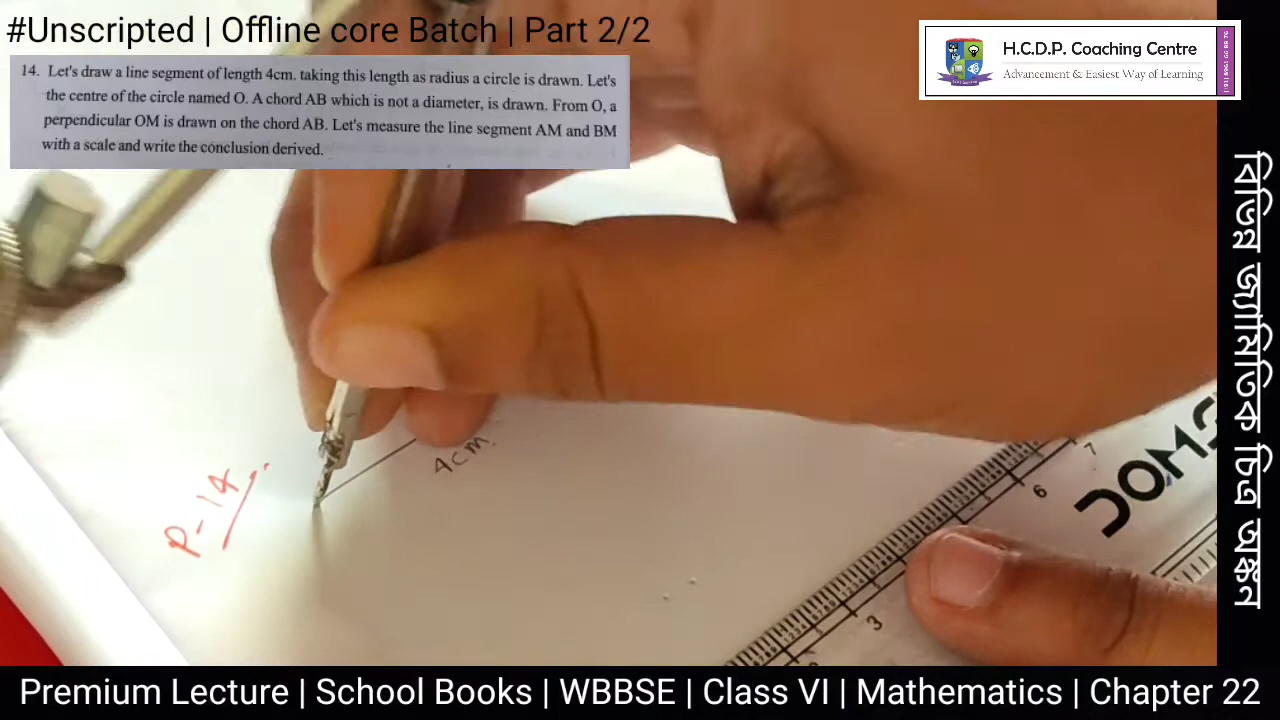 #Unscripted | Offline core Batch | Part 2/2
H.C.D.P. Coaching Centre
Advancement & Easiest Way of Learning
14. Let's draw a line segment of length 4cm. taking this length as radius a circle is drawn. Let's
the centre of the circle named O. A chord AB which is not a diameter, is drawn. From O, a
perpendicular OM is drawn on the chord AB. Let's measure the line segment AM and BM
with a scale and write the conclusion derived.
বিভিন্ন জ্যামিতিক চিত্র অঙ্কন
P-14
4cm.
7
6
3
DOMS
Premium Lecture | School Books | WBBSE | Class VI | Mathematics | Chapter 22